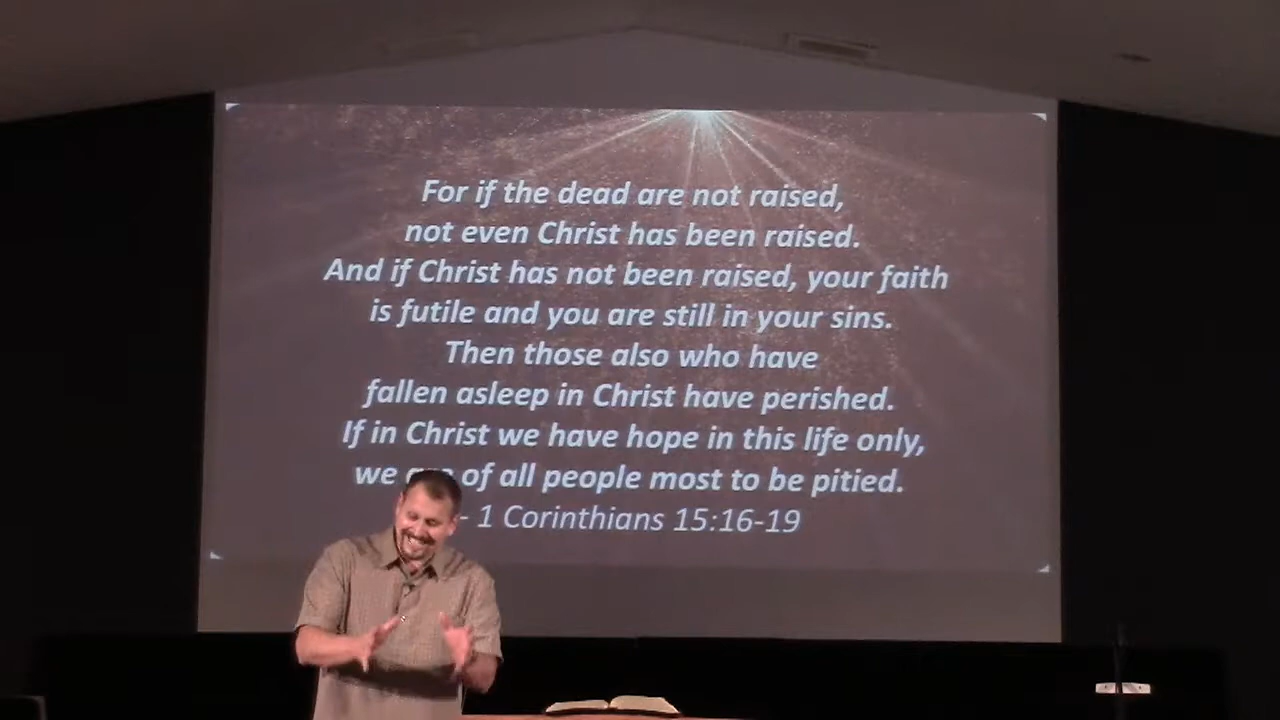 For if the dead are not raised,
not even Christ has been raised.
And if Christ has not been raised, your faith
is futile and you are still in your sins.
Then those also who have
fallen asleep in Christ have perished.
If in Christ we have hope in this life only,
we of all people most to be pitied.
- 1 Corinthians 15:16-19